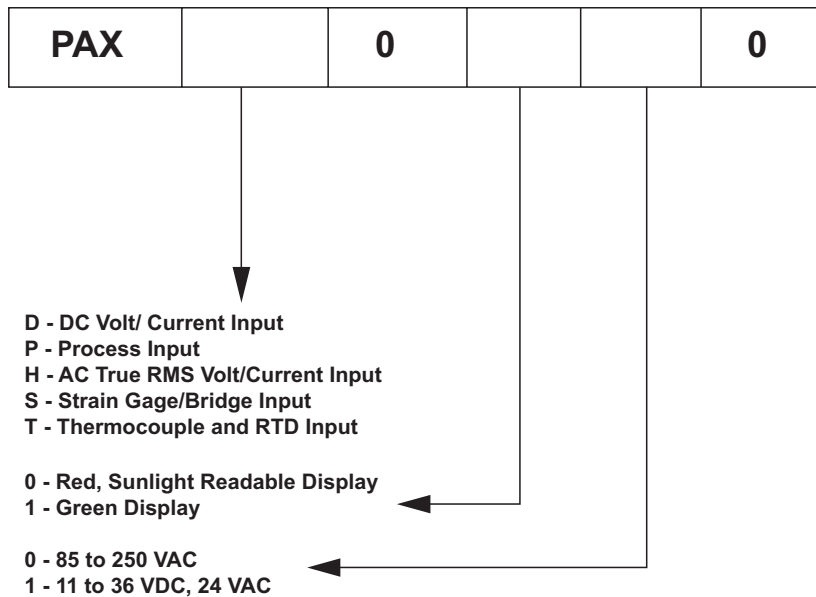 PAX 0 0
D - DC Volt/ Current Input
P - Process Input
H - AC True RMS Volt/Current Input
S - Strain Gage/Bridge Input
T - Thermocouple and RTD Input
0 - Red, Sunlight Readable Display
1 - Green Display
0 - 85 to 250 VAC
1 - 11 to 36 VDC, 24 VAC